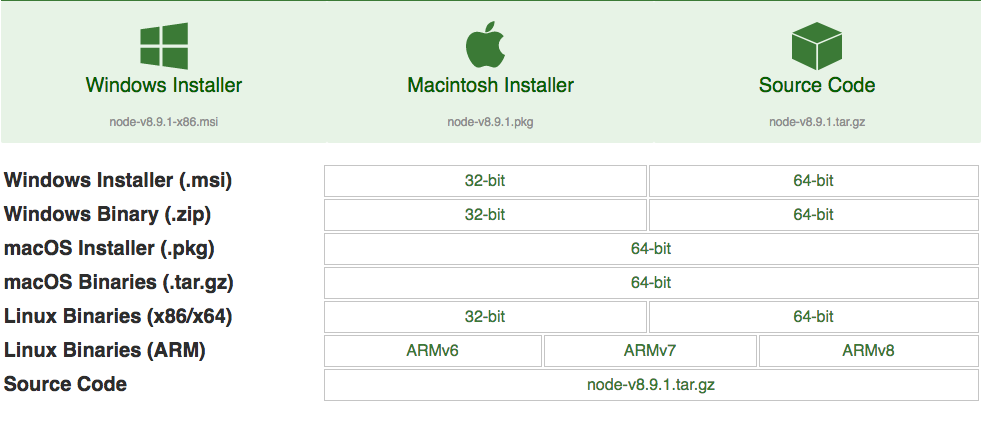 Windows Installer Macintosh Installer Source Code
node-v8.9.1-x86.msi node-v8.9.1.pkg node-v8.9.1.tar.gz
Windows Installer (.msi) 32-bit 64-bit
Windows Binary (.zip) 32-bit 64-bit
macOS Installer (.pkg) 64-bit
macOS Binaries (.tar.gz) 64-bit
Linux Binaries (x86/x64) 32-bit 64-bit
Linux Binaries (ARM) ARMv6 ARMv7 ARMv8
Source Code node-v8.9.1.tar.gz